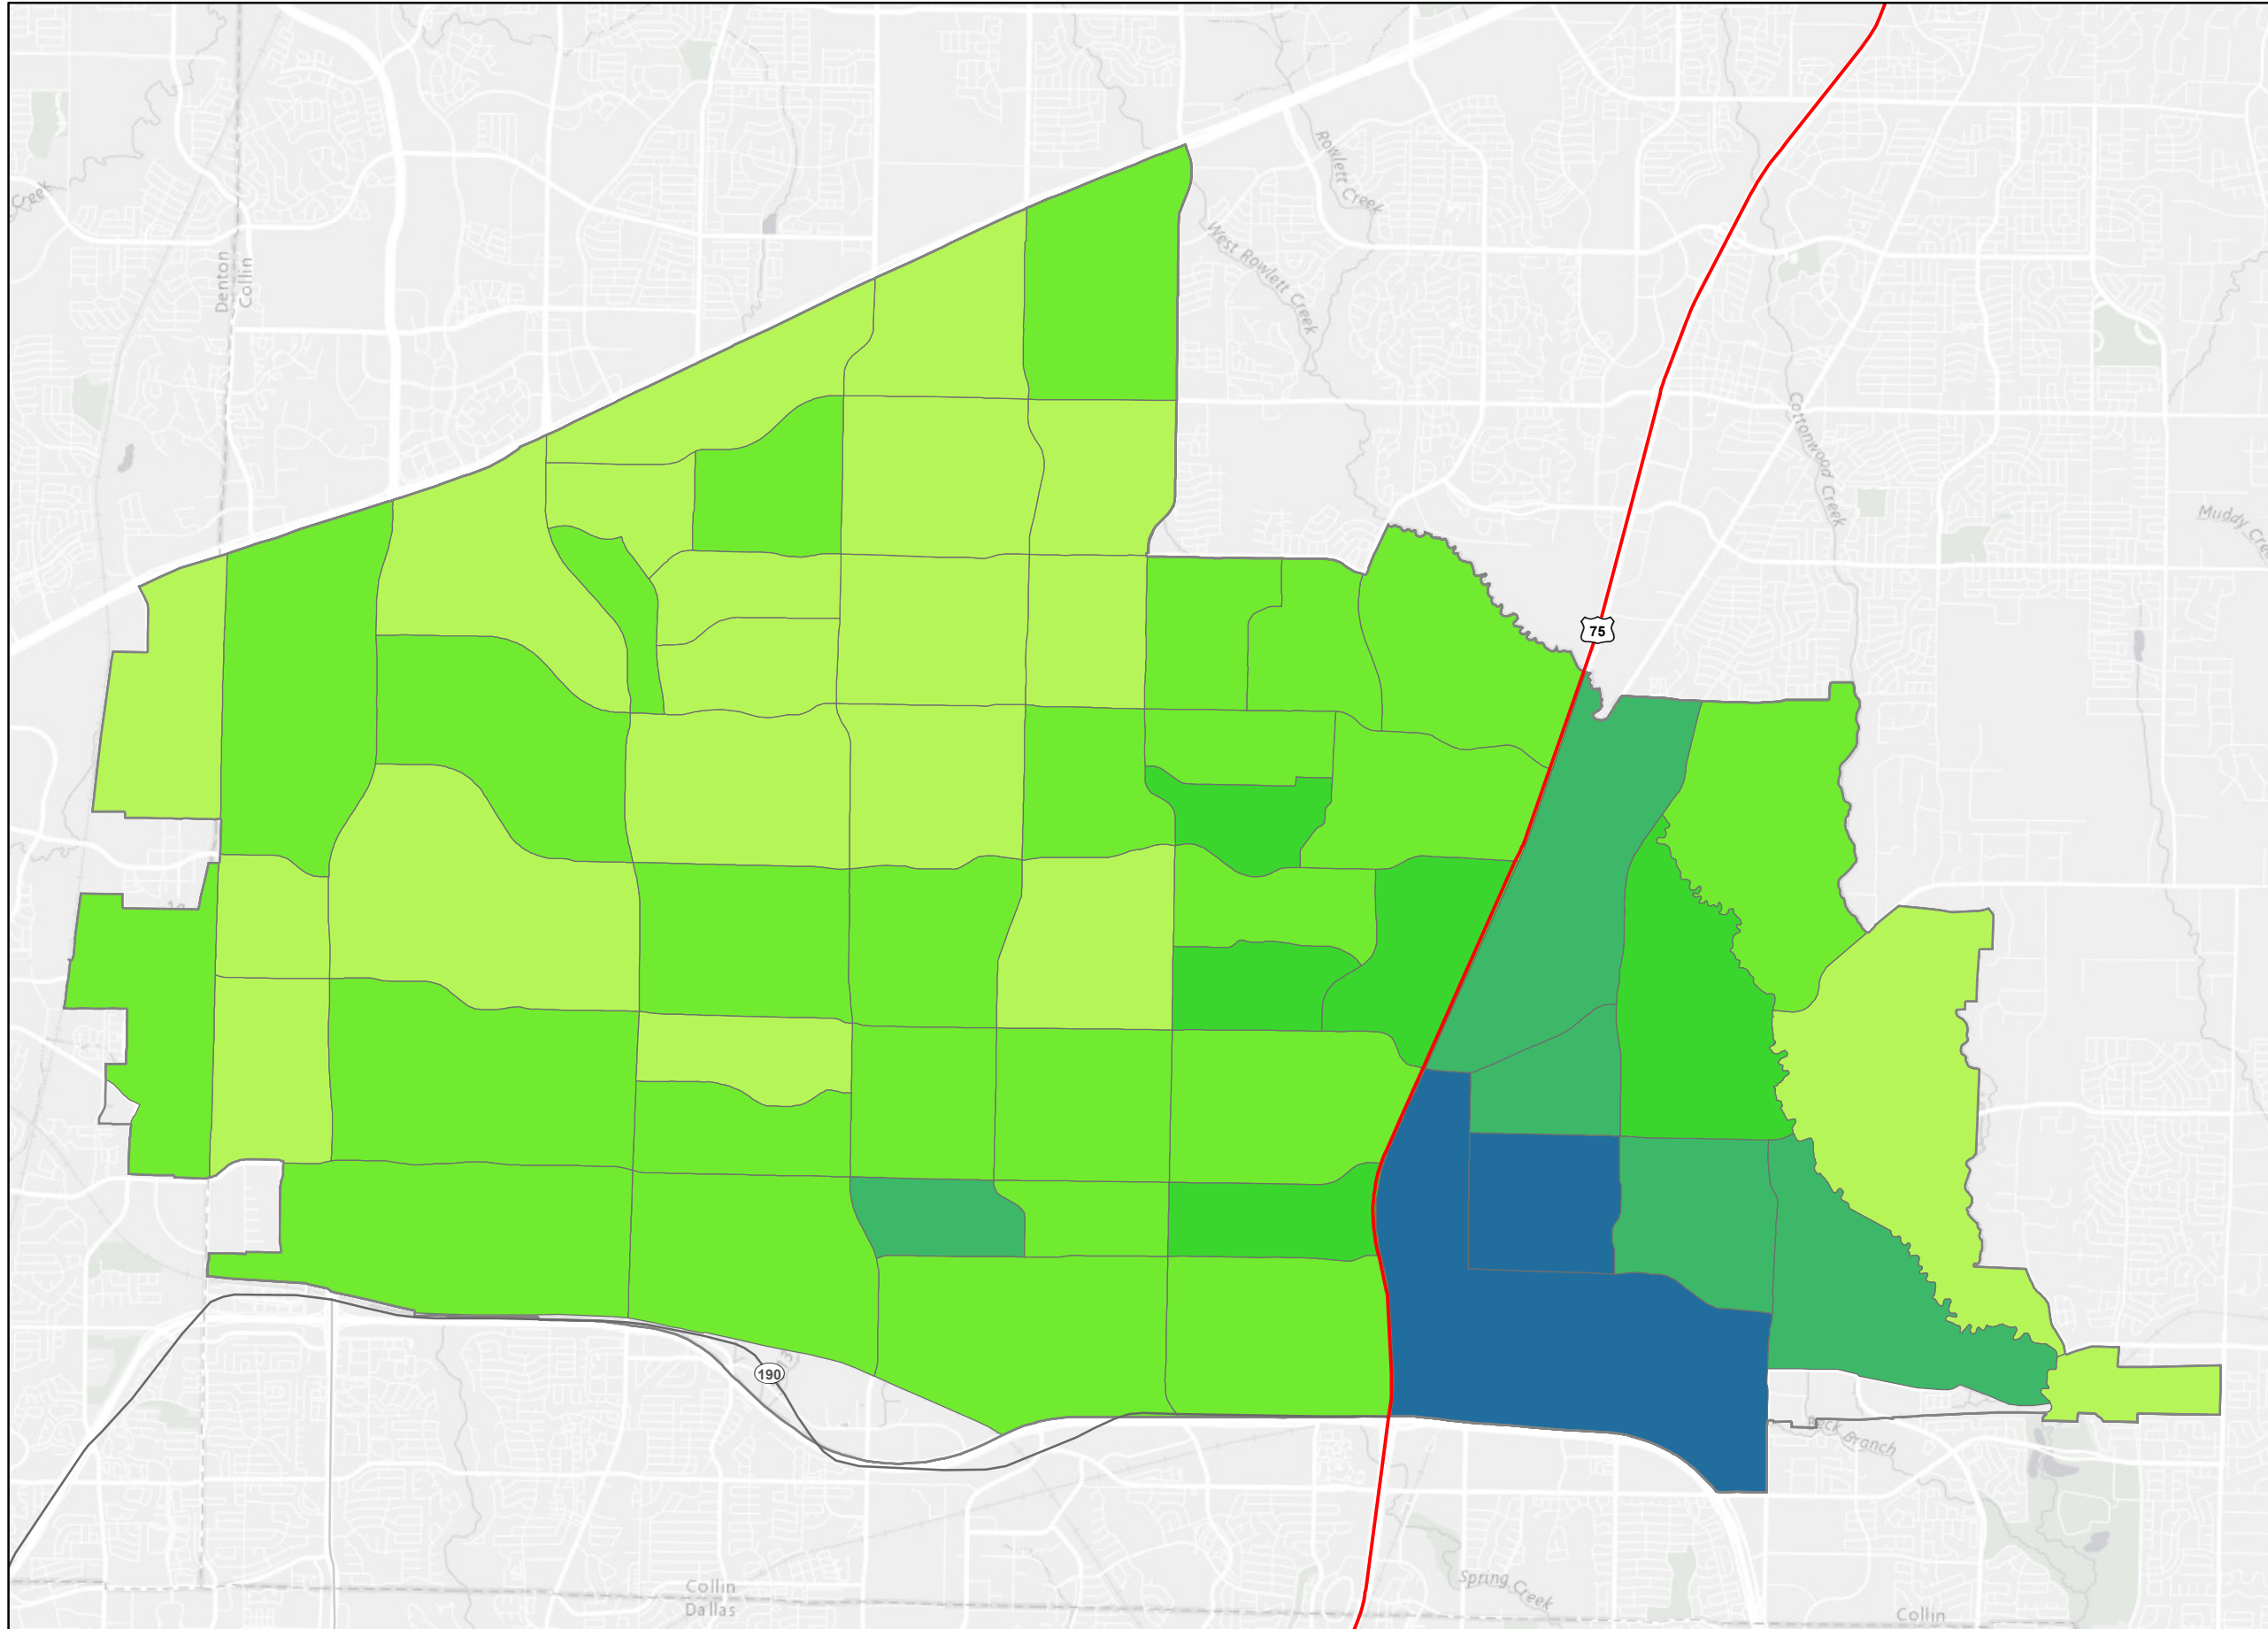 Creek
Rowlett Creek
West Rowlett Creek
Denton
Collin
Cottonwood Creek
Muddy Cree
75
190
Beck Branch
Spring Creek
Collin
Dallas
Collin